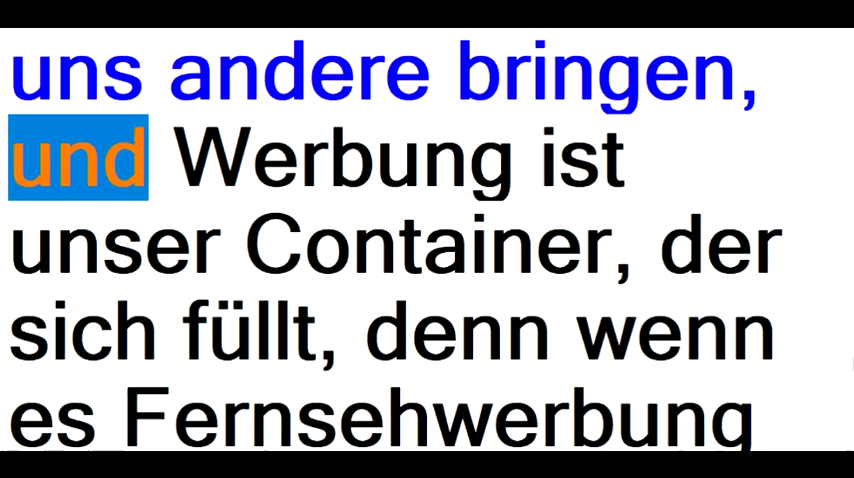 uns andere bringen,
und Werbung ist
unser Container, der
sich füllt, denn wenn
es Fernsehwerbung